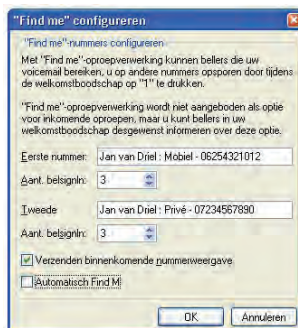 "Find me" configureren
"Find me"-nummers configureren
Met "Find me"-oproepverwerking kunnen bellers die uw
voicemail bereiken, u op andere nummers opsporen door tijdens
de welkomstboodschap op "1" te drukken.
"Find me"-oproepverwerking wordt niet aangeboden als optie
voor inkomende oproepen, maar u kunt bellers in uw
welkomstboodschap desgewenst informeren over deze optie.
Eerste nummer: Jan van Driel : Mobiel - 06254321012
Aant. belsignln: 3
Tweede Jan van Driel : Privé - 07234567890
Aant. belsignln: 3
Verzenden binnenkomende nummerweergave
Automatisch Find M
OK Annuleren